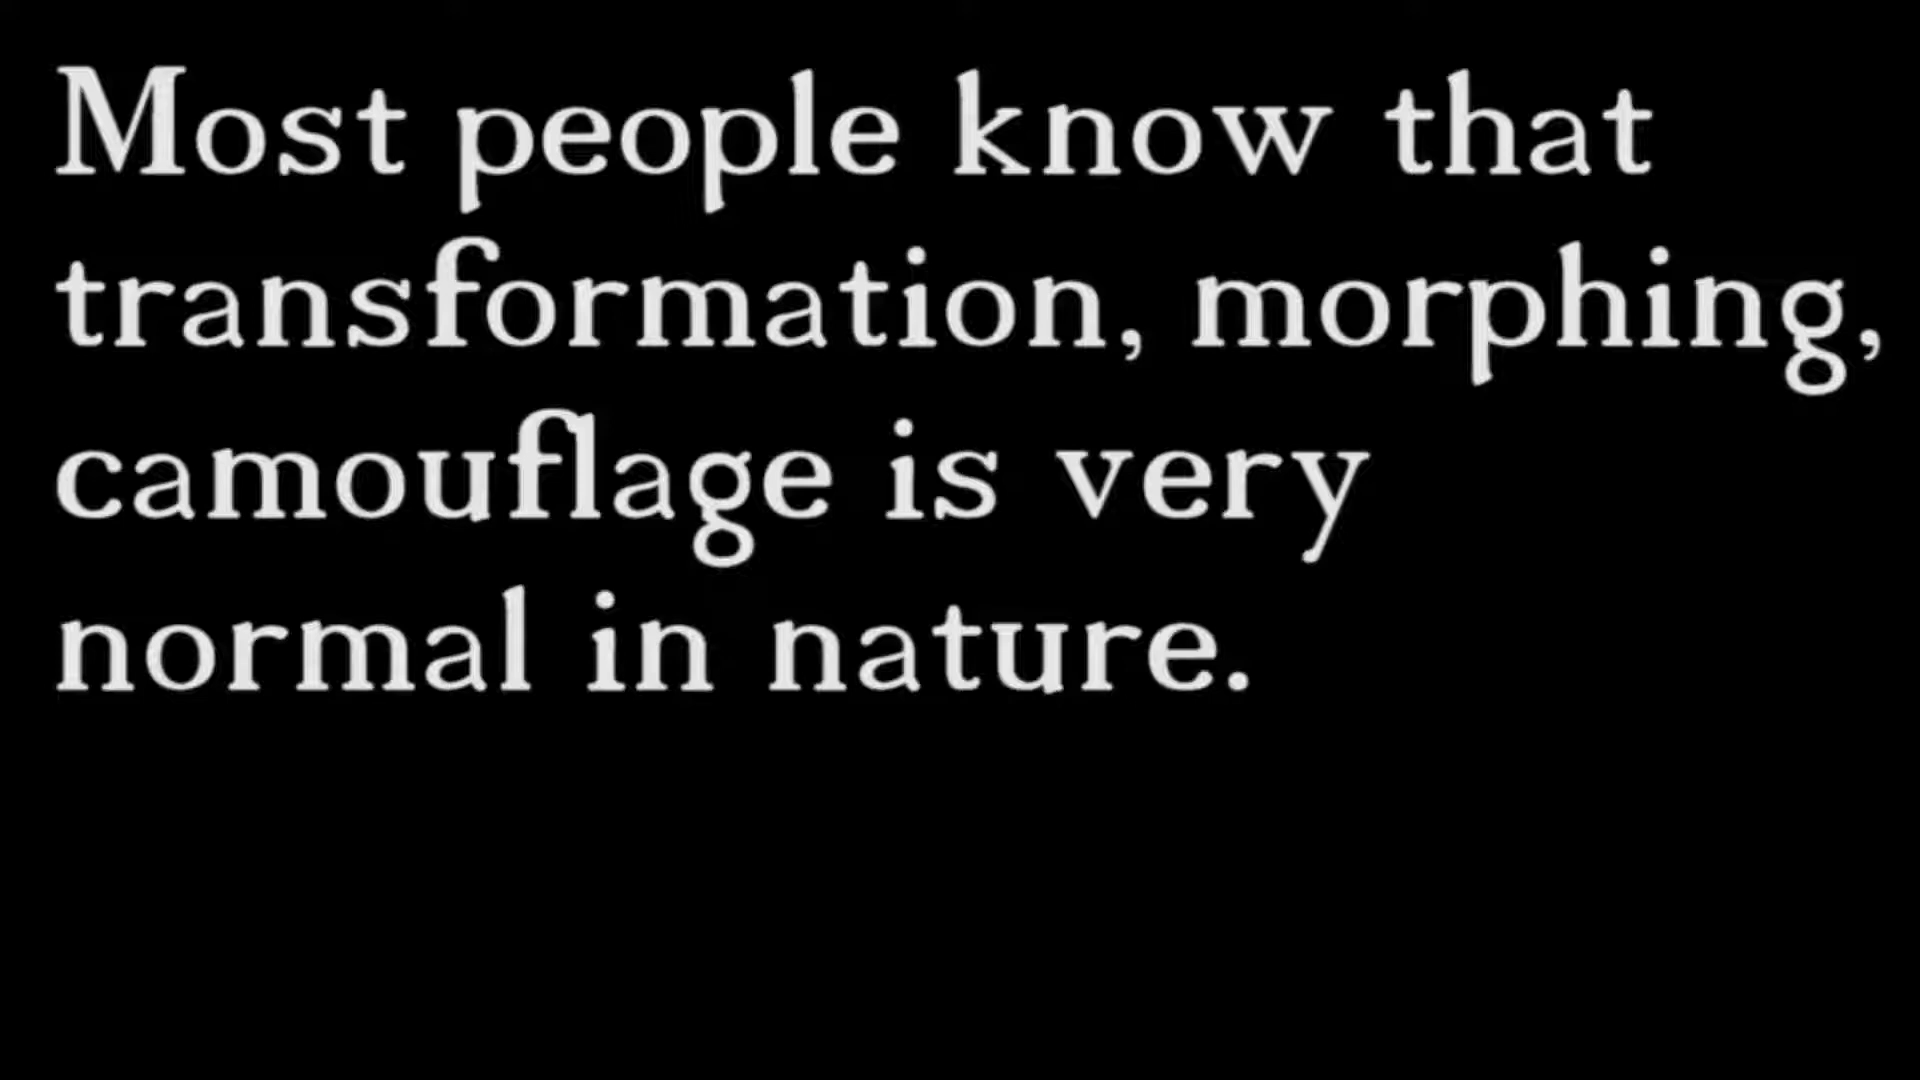 Most people know that
transformation, morphing,
camouflage is very
normal in nature.